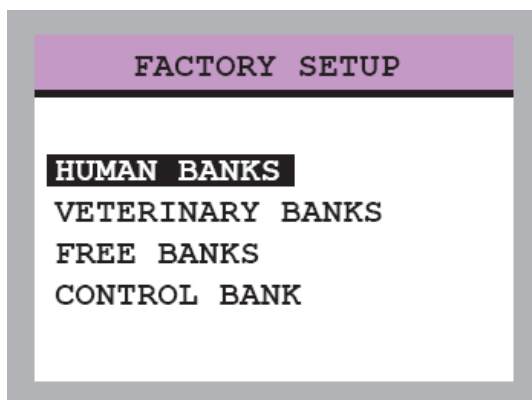 FACTORY SETUP
HUMAN BANKS
VETERINARY BANKS
FREE BANKS
CONTROL BANK